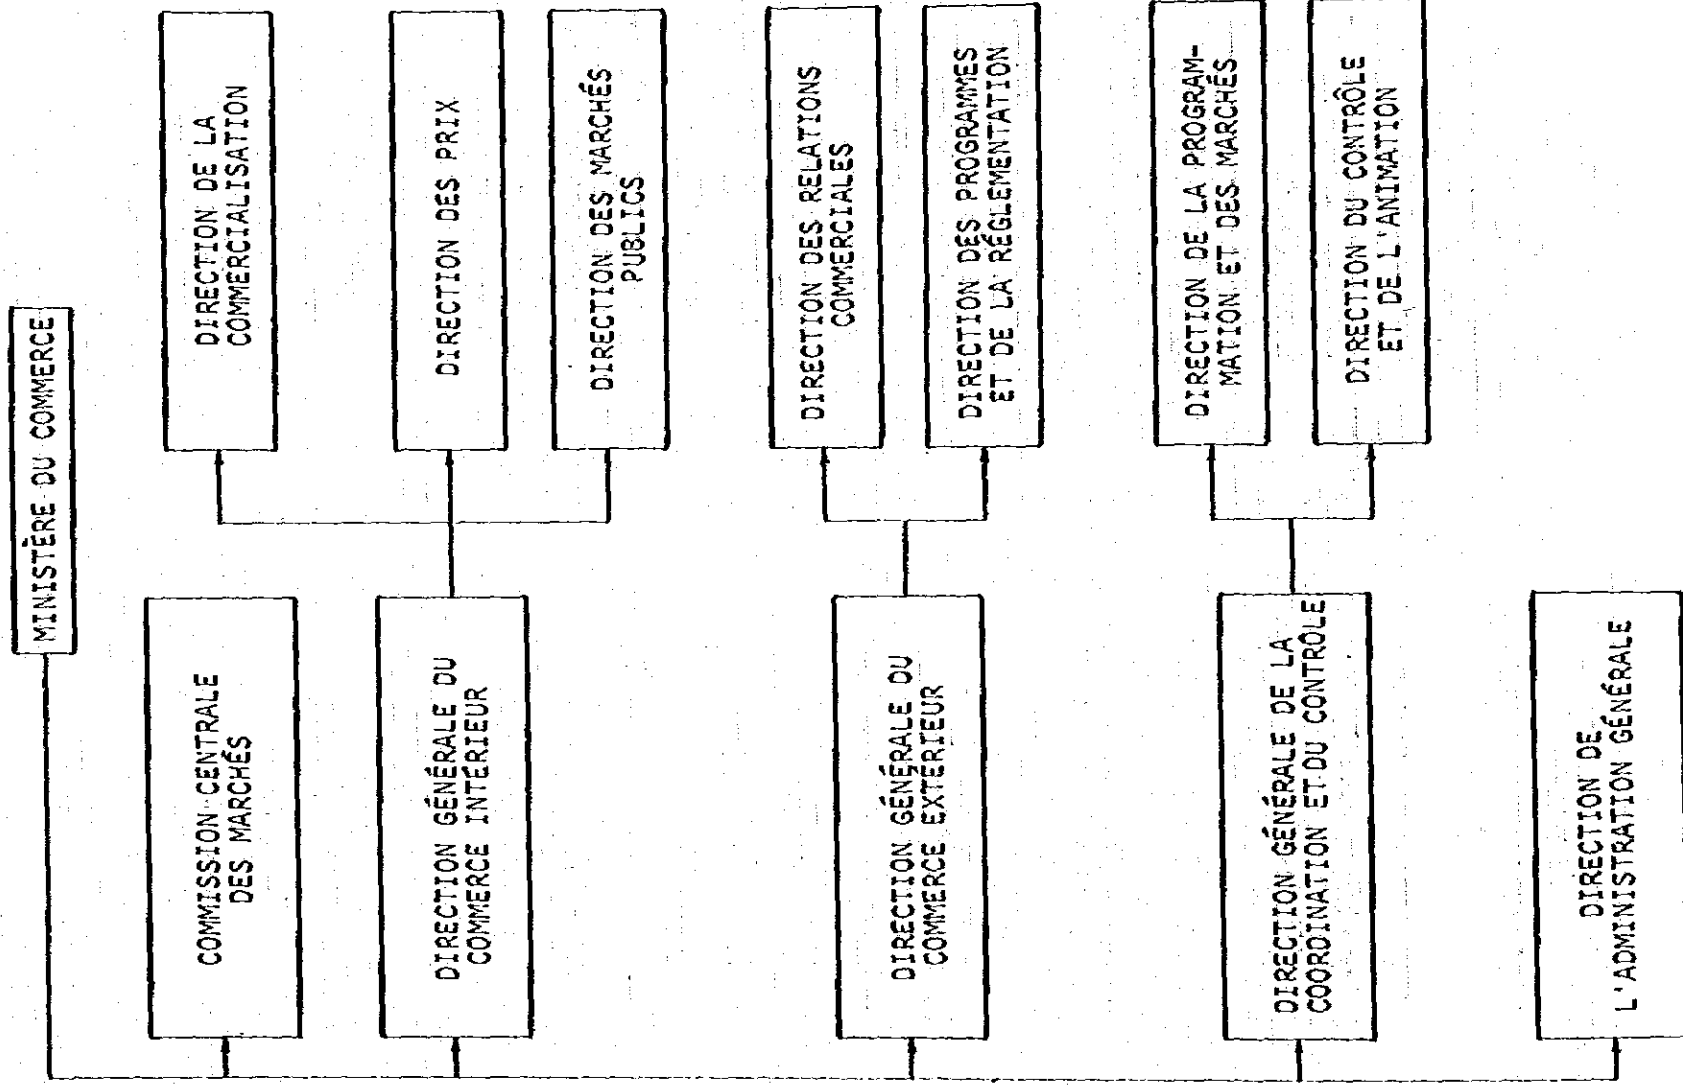 MINISTÈRE DU COMMERCE
COMMISSION CENTRALE
DES MARCHÉS
DIRECTION GÉNÉRALE DU
COMMERCE INTÉRIEUR
DIRECTION DE LA
COMMERCIALISATION
DIRECTION DES PRIX
DIRECTION DES MARCHÉS
PUBLICS
DIRECTION GÉNÉRALE DU
COMMERCE EXTÉRIEUR
DIRECTION DES RELATIONS
COMMERCIALES
DIRECTION DES PROGRAMMES
ET DE LA RÉGLEMENTATION
DIRECTION GÉNÉRALE DE LA
COORDINATION ET DU CONTRÔLE
DIRECTION DE LA PROGRAM-
MATION ET DES MARCHÉS
DIRECTION DU CONTRÔLE
ET DE L'ANIMATION
DIRECTION DE
L'ADMINISTRATION GÉNÉRALE